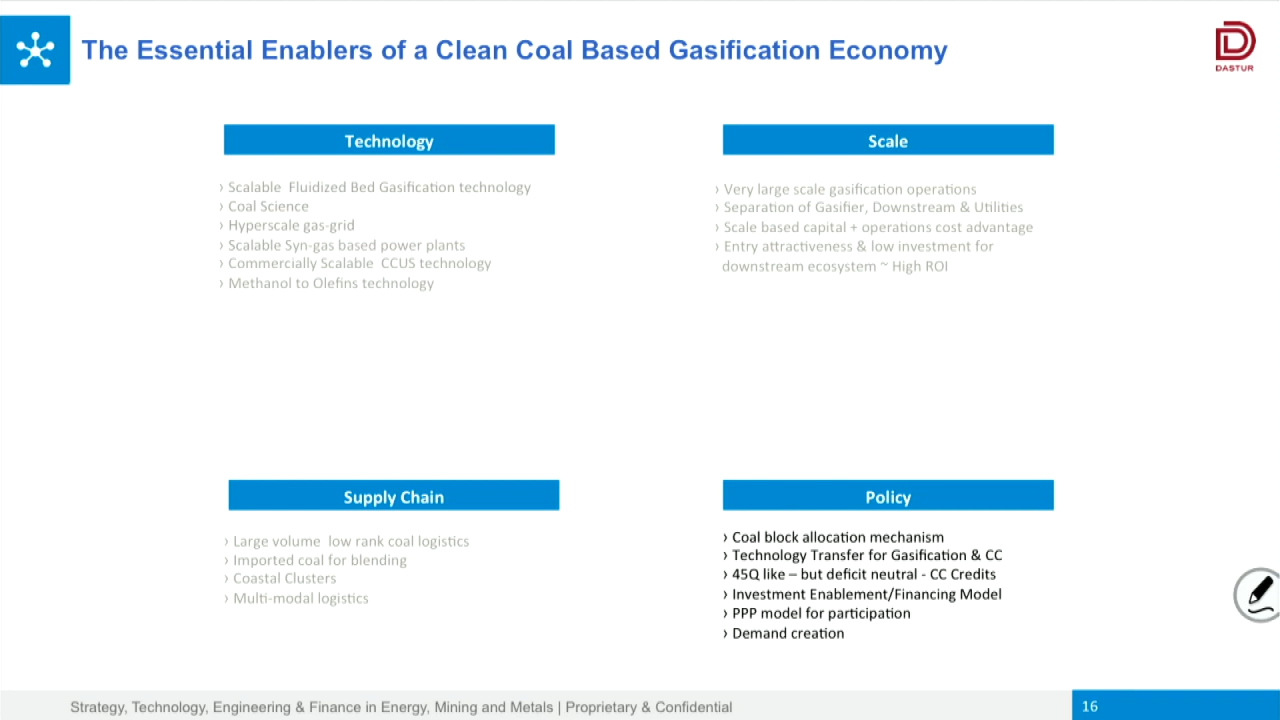 The Essential Enablers of a Clean Coal Based Gasification Economy
DASTUR
Technology
› Scalable  Fluidized Bed Gasification technology
› Coal Science
› Hyperscale gas-grid
› Scalable Syn-gas based power plants
› Commercially Scalable  CCUS technology
› Methanol to Olefins technology
Scale
› Very large scale gasification operations
› Separation of Gasifier, Downstream & Utilities
› Scale based capital + operations cost advantage
› Entry attractiveness & low investment for
downstream ecosystem ~ High ROI
Supply Chain
› Large volume  low rank coal logistics
› Imported coal for blending
› Coastal Clusters
› Multi-modal logistics
Policy
› Coal block allocation mechanism
› Technology Transfer for Gasification & CC
› 45Q like – but deficit neutral - CC Credits
› Investment Enablement/Financing Model
› PPP model for participation
› Demand creation
Strategy, Technology, Engineering & Finance in Energy, Mining and Metals | Proprietary & Confidential
16